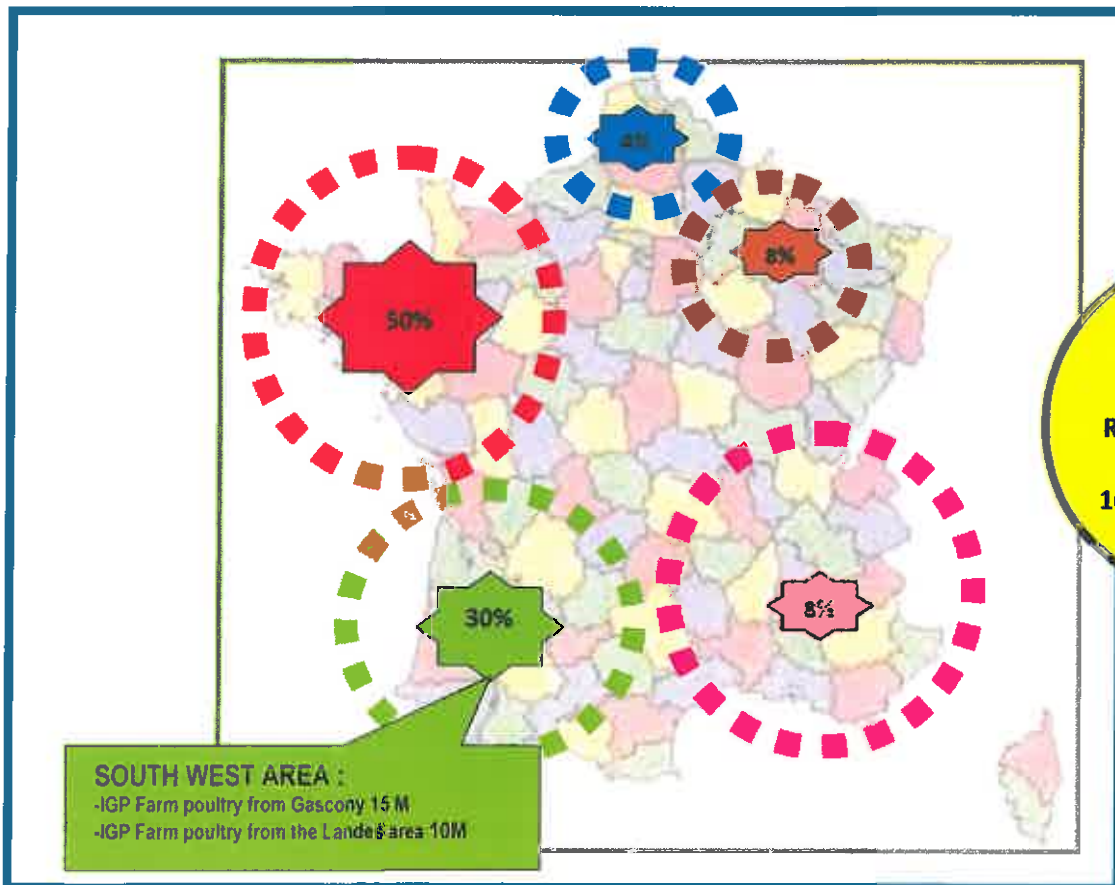 4%
8%
50%
R
10
30%
8%
SOUTH WEST AREA :
-IGP Farm poultry from Gascony 15 M
-IGP Farm poultry from the Landes area 10M